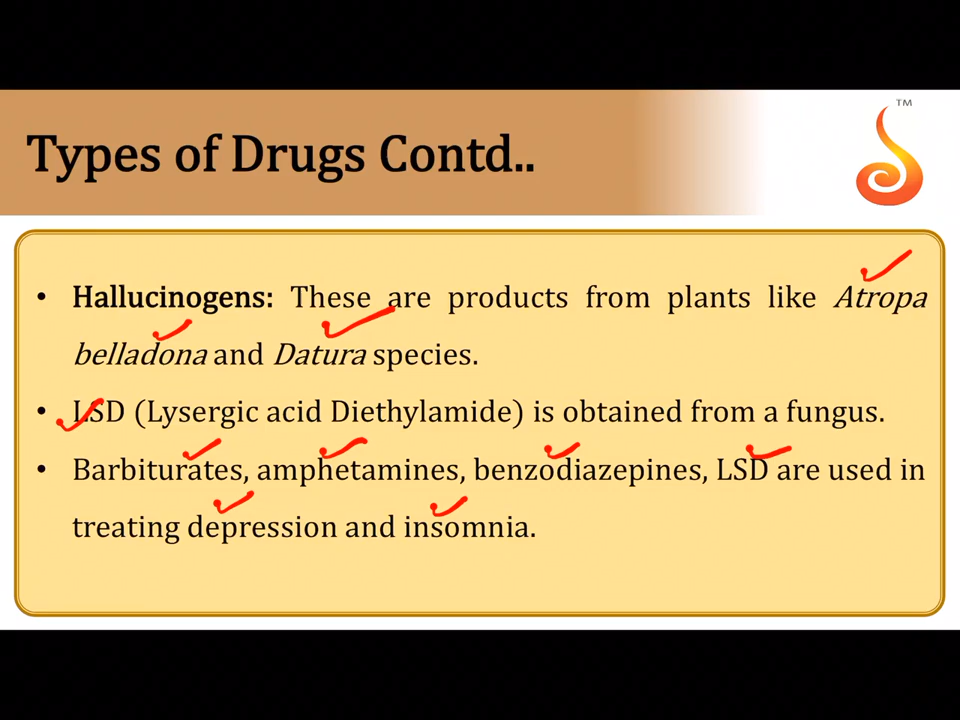 TM
Types of Drugs Contd..
• Hallucinogens: These are products from plants like Atropa
belladona and Datura species.
• LSD (Lysergic acid Diethylamide) is obtained from a fungus.
• Barbiturates, amphetamines, benzodiazepines, LSD are used in
treating depression and insomnia.